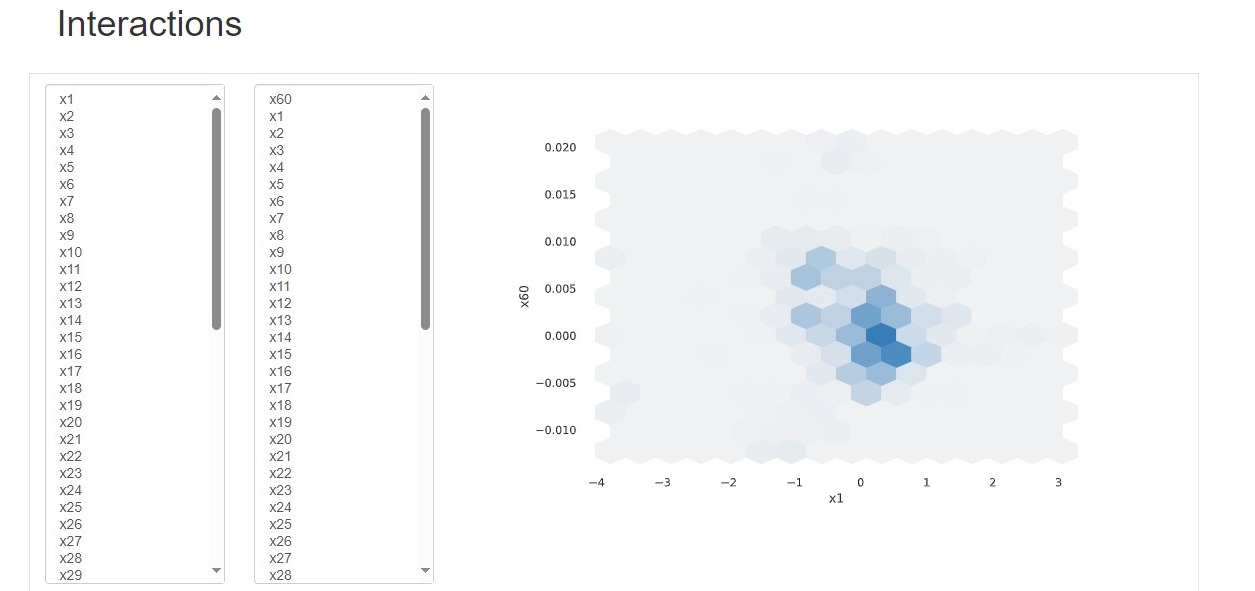 Interactions
x1
x2
x3
x4
x5
x6
x7
x8
x9
x10
x11
x12
x13
x14
x15
x16
x17
x18
x19
x20
x21
x22
x23
x24
x25
x26
x27
x28
x29
x60
x1
x2
x3
x4
x5
x6
x7
x8
x9
x10
x11
x12
x13
x14
x15
x16
x17
x18
x19
x20
x21
x22
x23
x24
x25
x26
x27
x28
x60
0.020
0.015
0.010
0.005
0.000
−0.005
−0.010
−4 −3 −2 −1 0 1 2 3
x1